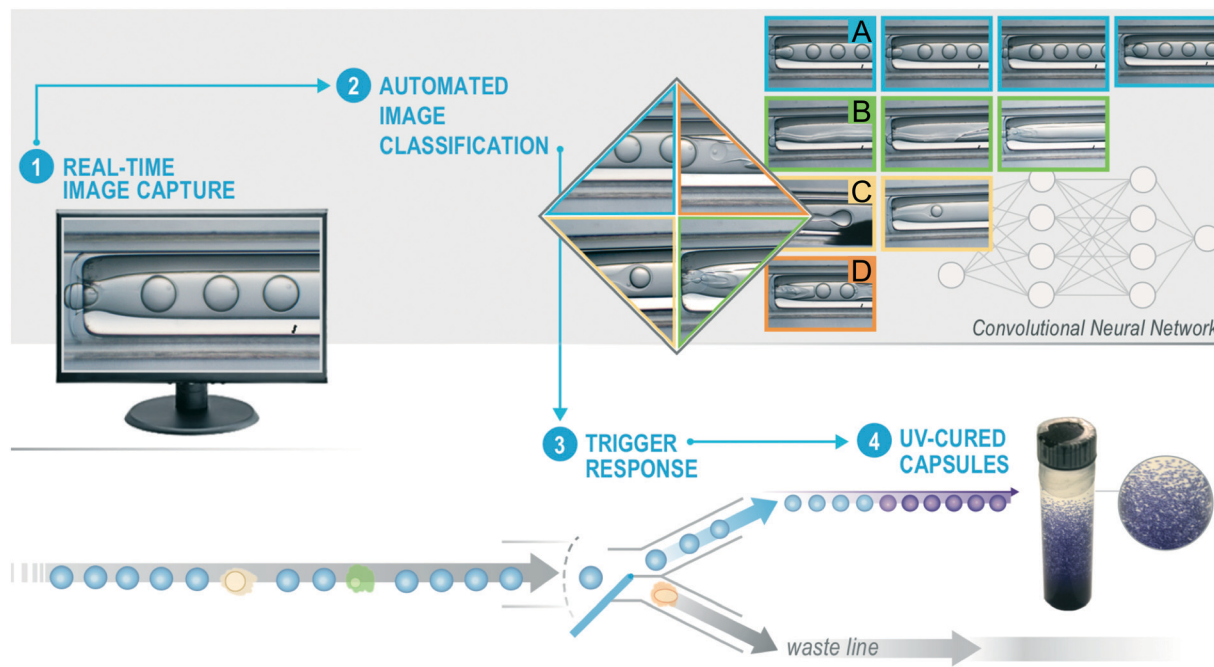 1 REAL-TIME
IMAGE CAPTURE
2 AUTOMATED
IMAGE
CLASSIFICATION
A
B
C
D
Convolutional Neural Network
3 TRIGGER
RESPONSE
4 UV-CURED
CAPSULES
waste line